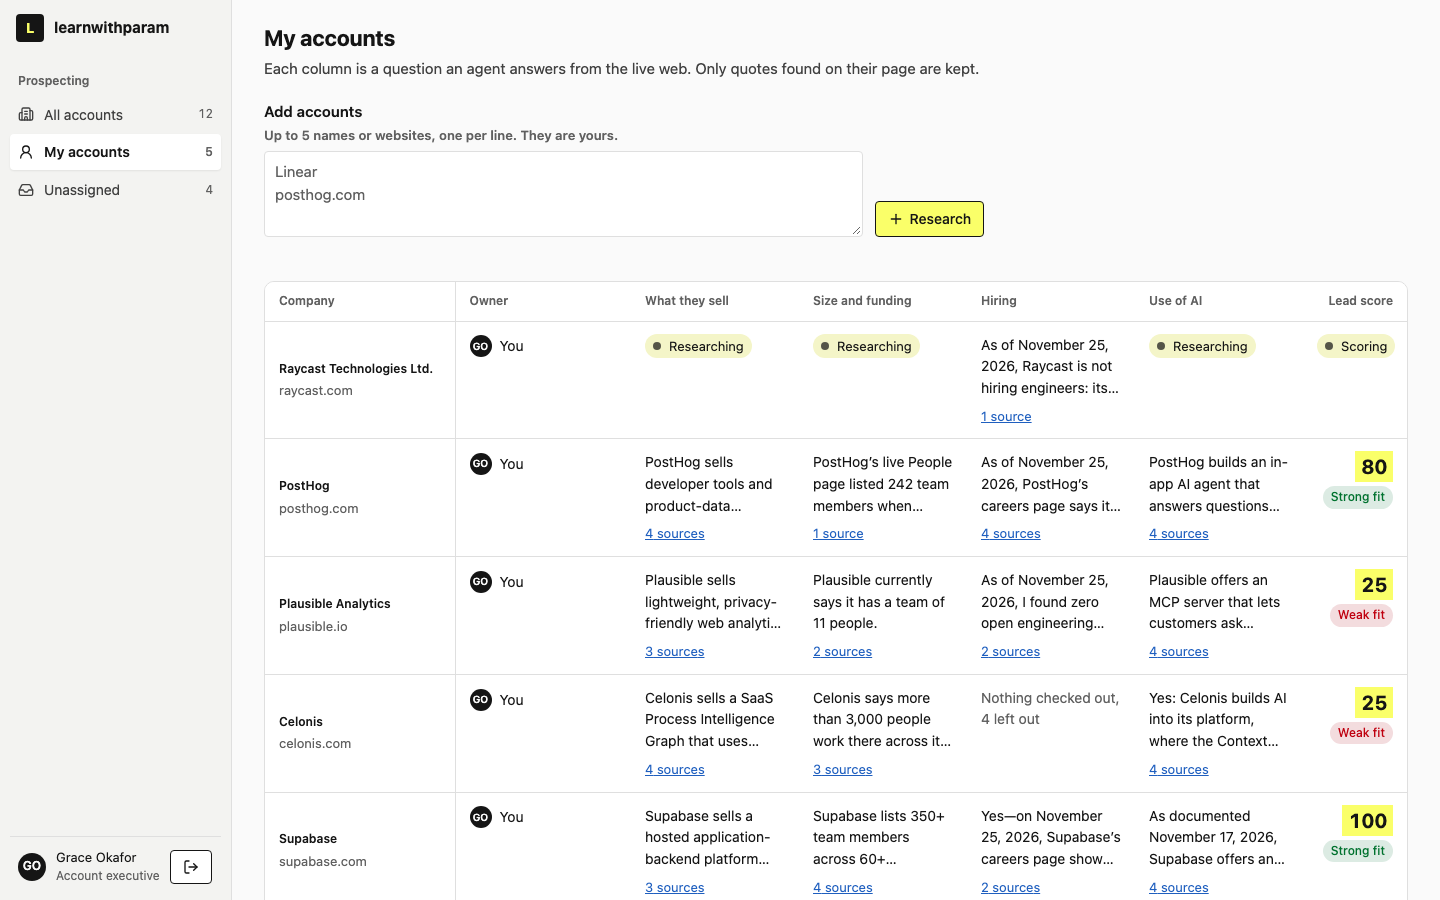 L learnwithparam
Prospecting
All accounts 12
My accounts 5
Unassigned 4
GO Grace Okafor
Account executive
My accounts
Each column is a question an agent answers from the live web. Only quotes found on their page are kept.
Add accounts
Up to 5 names or websites, one per line. They are yours.
Linear
posthog.com
+ Research
Company Owner What they sell Size and funding Hiring Use of AI Lead score
Raycast Technologies Ltd.
raycast.com
GO You
Researching
Researching
As of November 25,
2026, Raycast is not
hiring engineers: its...
1 source
Researching
Scoring
PostHog
posthog.com
GO You
PostHog sells
developer tools and
product-data...
4 sources
PostHog’s live People
page listed 242 team
members when...
1 source
As of November 25,
2026, PostHog’s
careers page says it...
4 sources
PostHog builds an in-
app AI agent that
answers questions...
4 sources
80
Strong fit
Plausible Analytics
plausible.io
GO You
Plausible sells
lightweight, privacy-
friendly web analyti...
3 sources
Plausible currently
says it has a team of
11 people.
2 sources
As of November 25,
2026, I found zero
open engineering...
2 sources
Plausible offers an
MCP server that lets
customers ask...
4 sources
25
Weak fit
Celonis
celonis.com
GO You
Celonis sells a SaaS
Process Intelligence
Graph that uses...
4 sources
Celonis says more
than 3,000 people
work there across it...
3 sources
Nothing checked out,
4 left out
Yes: Celonis builds AI
into its platform,
where the Context...
4 sources
25
Weak fit
Supabase
supabase.com
GO You
Supabase sells a
hosted application-
backend platform...
3 sources
Supabase lists 350+
team members
across 60+...
4 sources
Yes—on November
25, 2026, Supabase’s
careers page show...
2 sources
As documented
November 17, 2026,
Supabase offers an...
4 sources
100
Strong fit